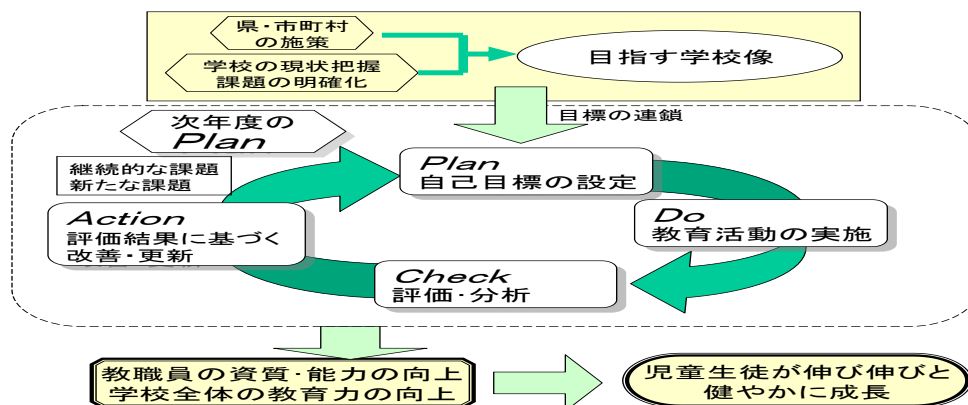 県・市町村
の施策
学校の現状把握
課題の明確化
目指す学校像
目標の連鎖
次年度の
Plan
継続的な課題
新たな課題
Plan
自己目標の設定
Action
評価結果に基づく
改善・更新
Do
教育活動の実施
Check
評価・分析
教職員の資質・能力の向上
学校全体の教育力の向上
児童生徒が伸び伸びと
健やかに成長